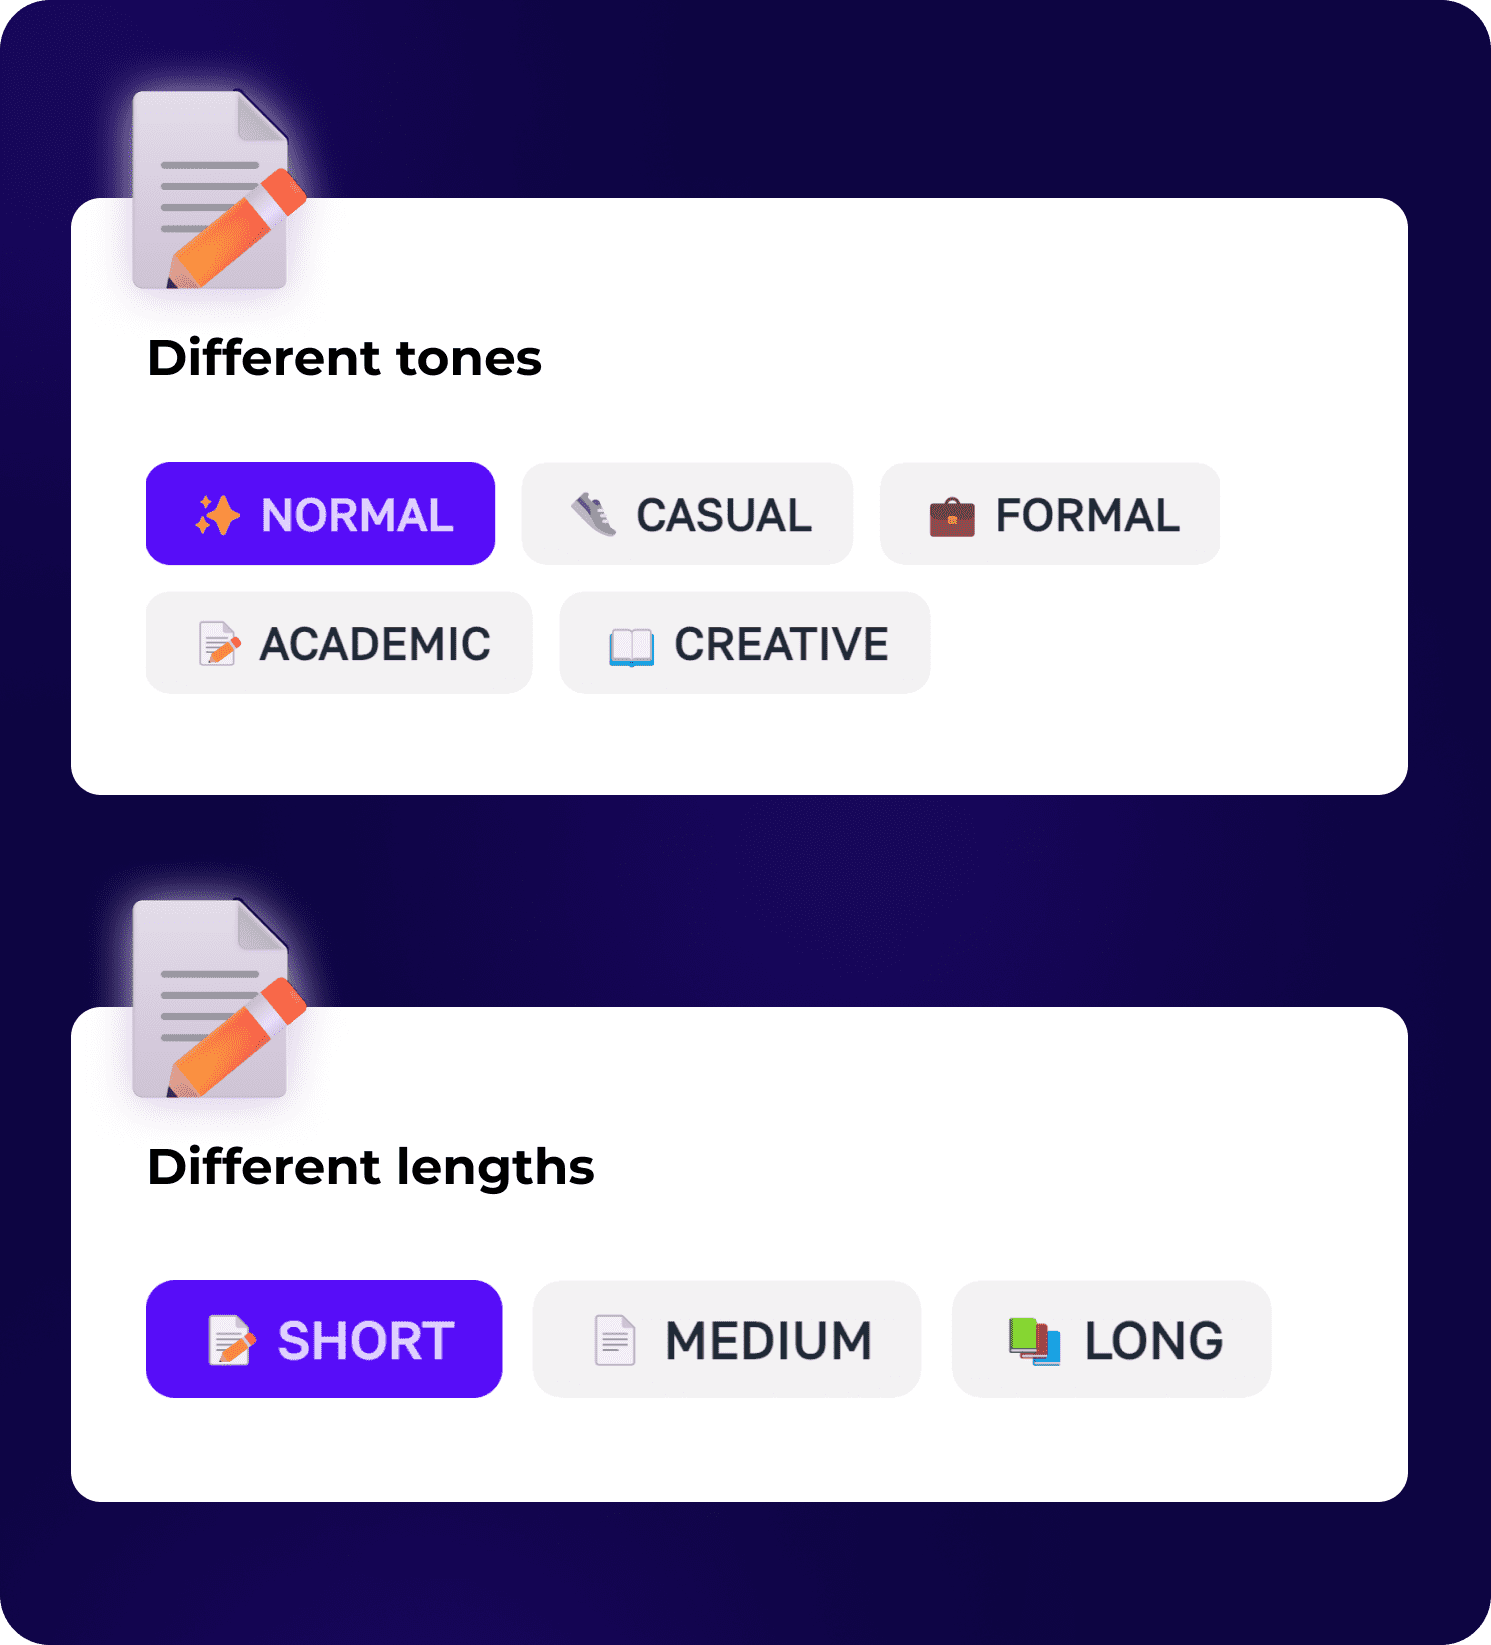 Different tones
NORMAL CASUAL FORMAL
ACADEMIC CREATIVE
Different lengths
SHORT MEDIUM LONG